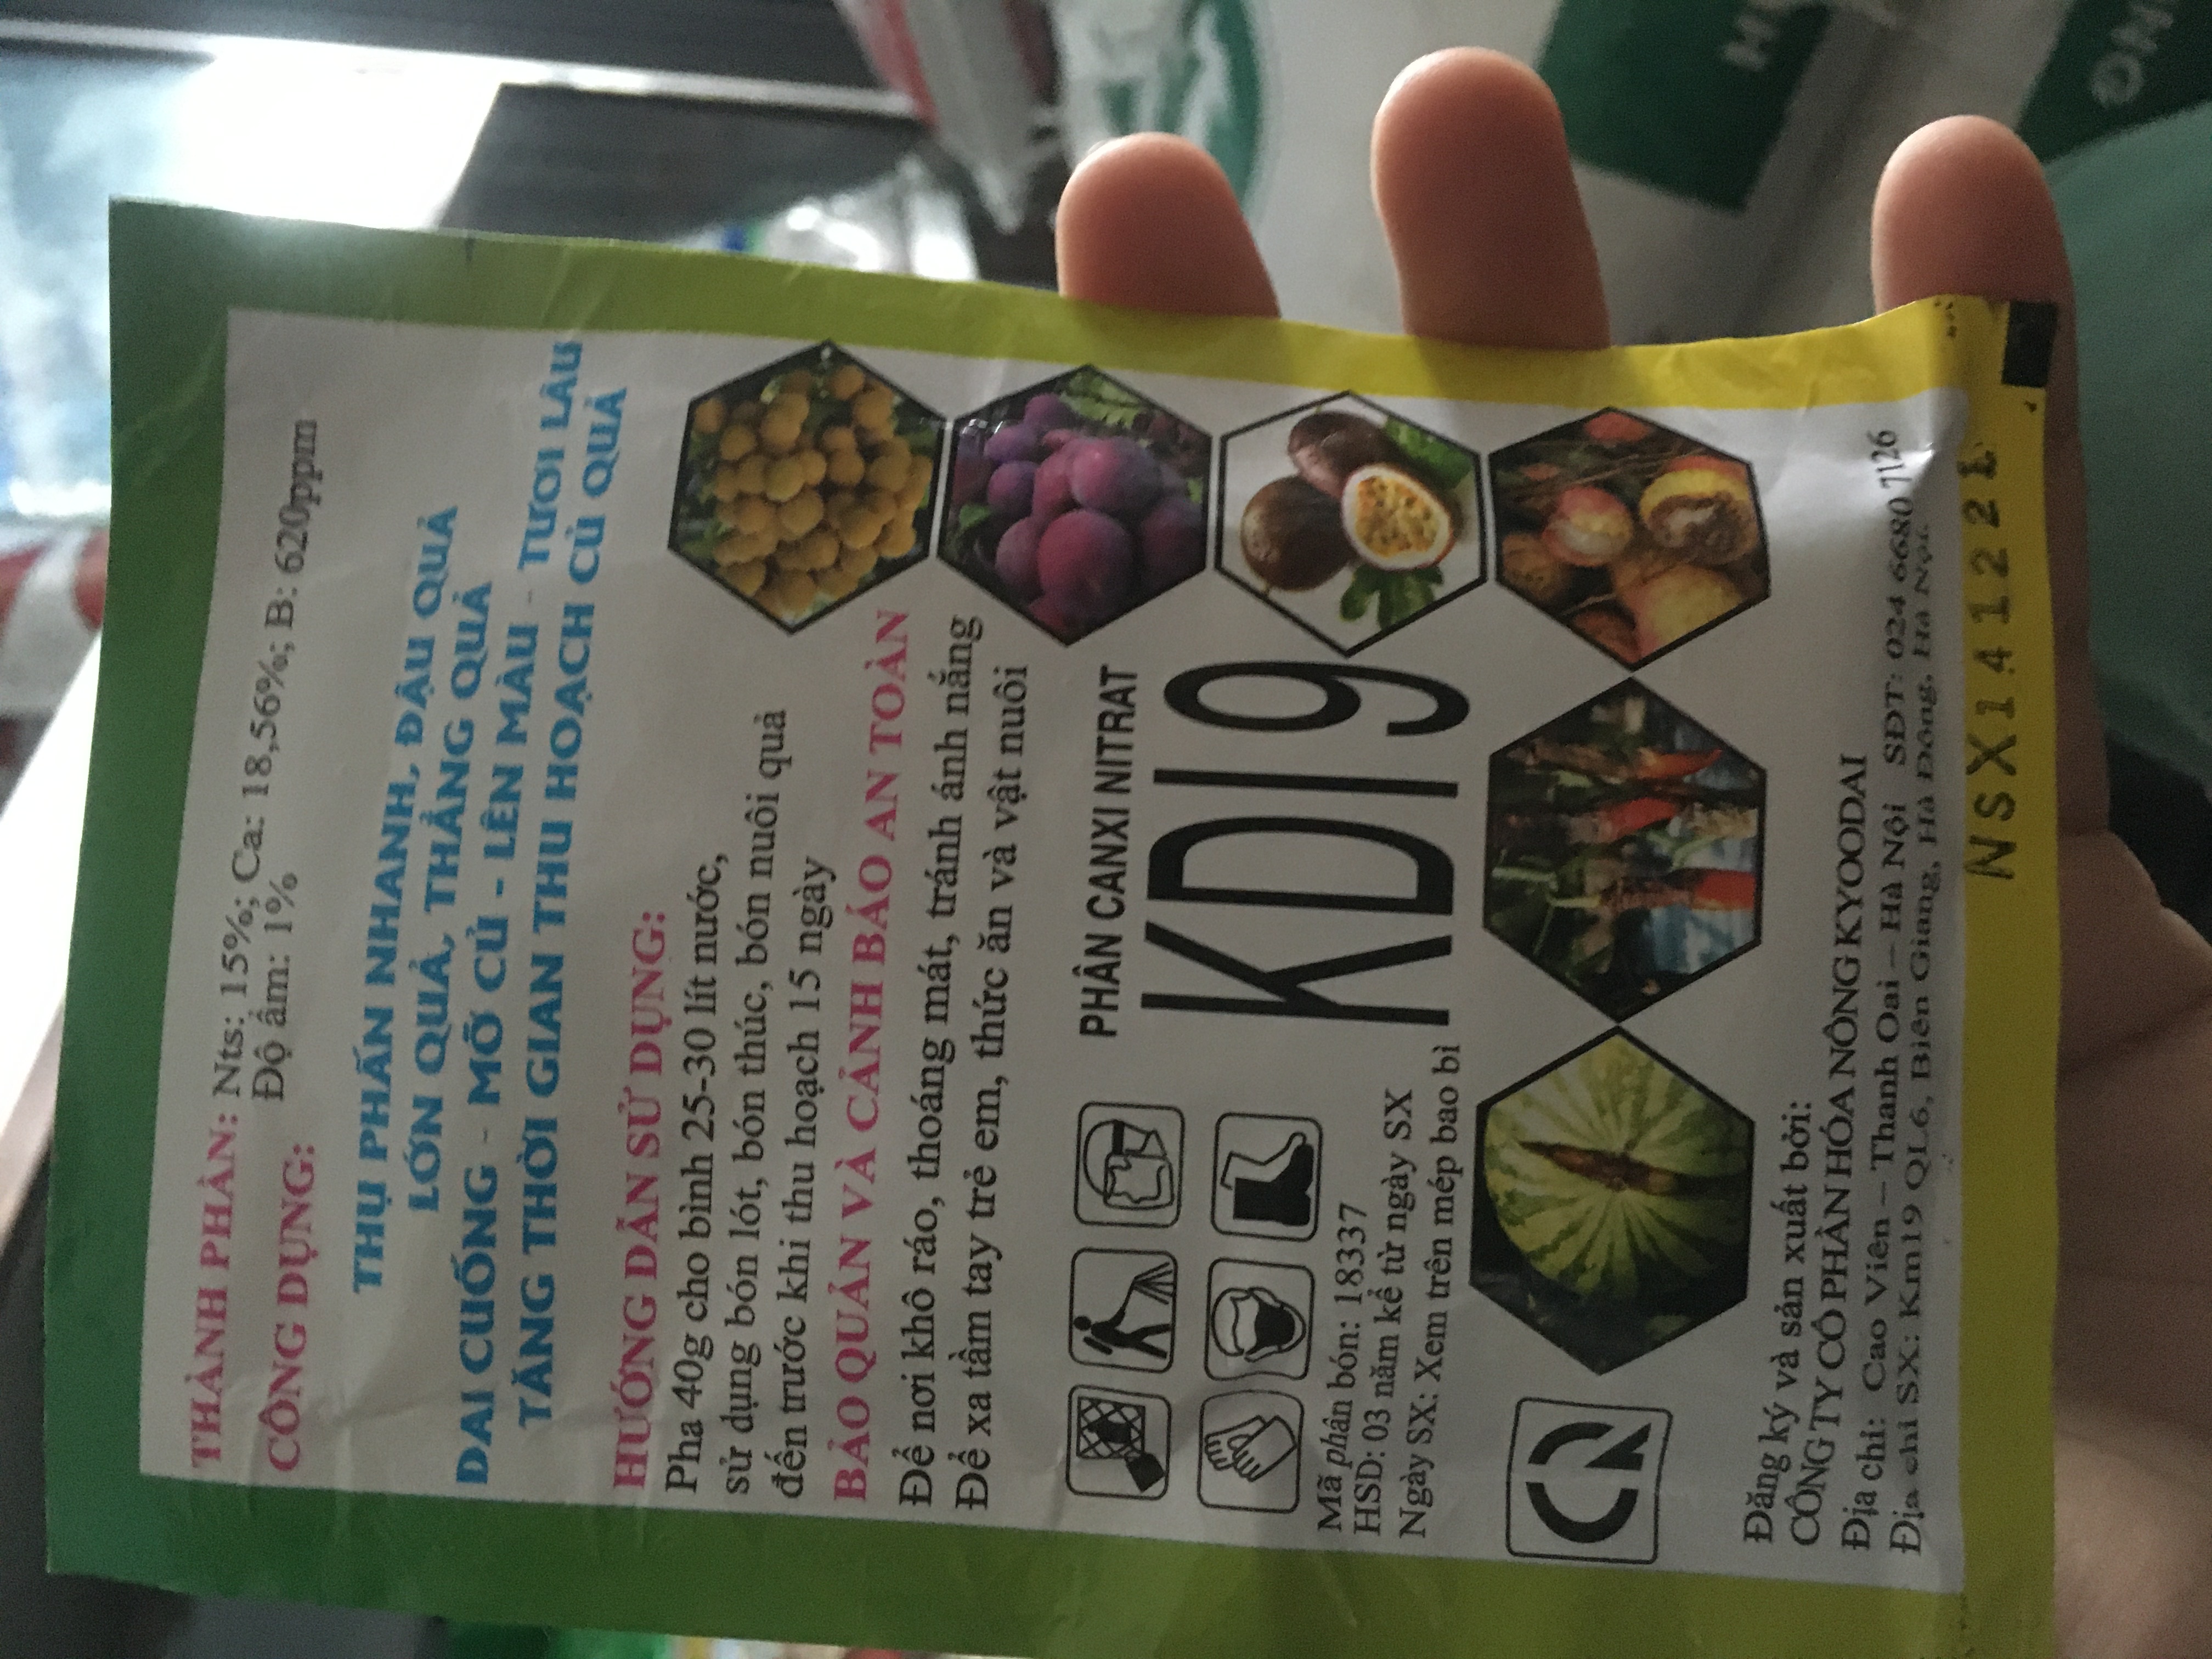 THÀNH PHẦN: Nts: 15%; Ca: 18,56%; B: 620ppm
Độ ẩm: 1%
CÔNG DỤNG:
THỤ PHẤN NHANH, ĐẬU QUẢ
LỚN QUẢ, THẲNG QUẢ
DAI CUỐNG - MỠ CỦ - LÊN MÀU - TƯƠI LÂU
TĂNG THỜI GIAN THU HOẠCH CỦ QUẢ
HƯỚNG DẪN SỬ DỤNG:
Pha 40g cho bình 25-30 lít nước,
sử dụng bón lót, bón thúc, bón nuôi quả
đến trước khi thu hoạch 15 ngày
BẢO QUẢN VÀ CẢNH BÁO AN TOÀN
Để nơi khô ráo, thoáng mát, tránh ánh nắng
Để xa tầm tay trẻ em, thức ăn và vật nuôi
PHÂN CANXI NITRAT
KD19
Mã phân bón: 18337
HSD: 03 năm kể từ ngày SX
Ngày SX: Xem trên mép bao bì
CN
Đăng ký và sản xuất bởi:
CÔNG TY CỔ PHẦN HÓA NÔNG KYOODAI
Địa chỉ: Cao Viên – Thanh Oai – Hà Nội SĐT: 024 6680 7126
Địa chỉ SX: Km19 QL6, Biên Giang, Hà Đông, Hà Nội.
NSX141221